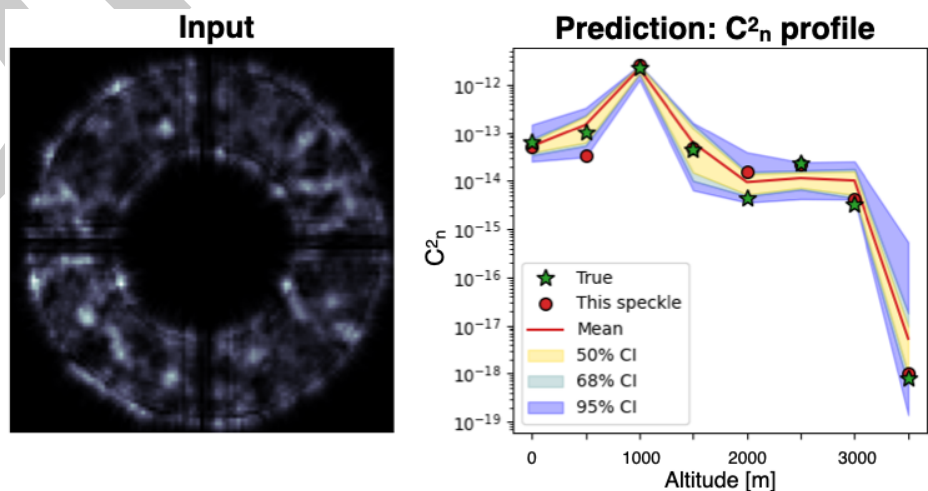 Input
Prediction: C²ₙ profile
C²ₙ
10⁻¹²
10⁻¹³
10⁻¹⁴
10⁻¹⁵
10⁻¹⁶
10⁻¹⁷
10⁻¹⁸
10⁻¹⁹
True
This speckle
Mean
50% CI
68% CI
95% CI
0 1000 2000 3000
Altitude [m]